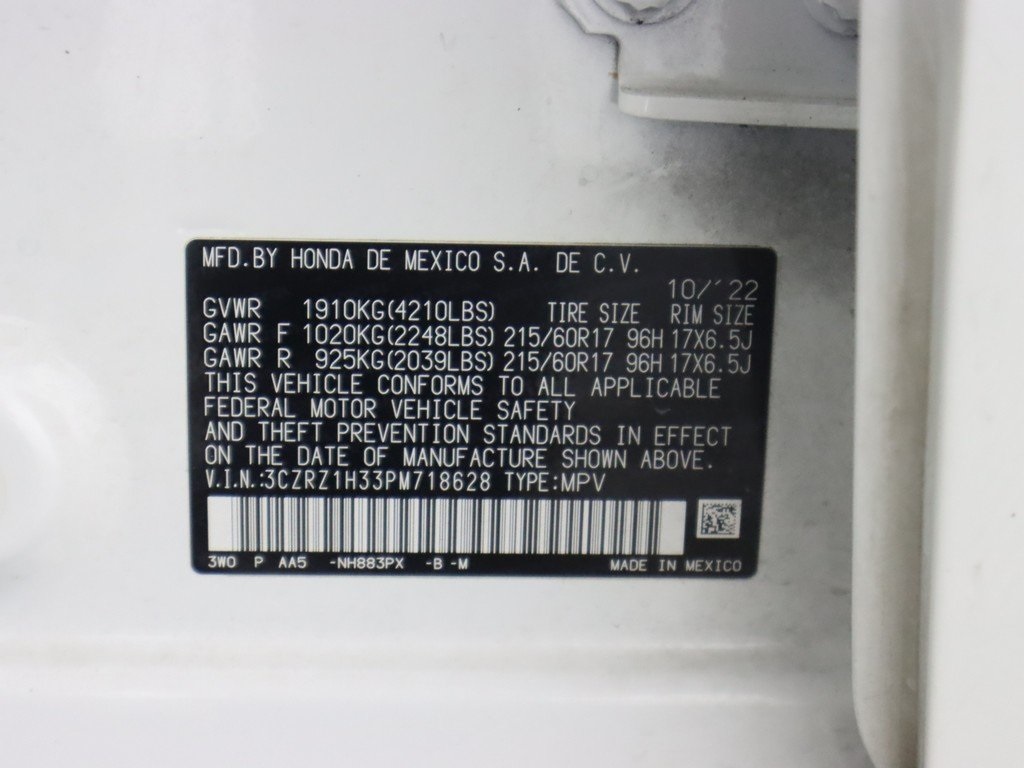 MFD.BY HONDA DE MEXICO S.A. DE C.V.
10/'22
GVWR 1910KG(4210LBS) TIRE SIZE RIM SIZE
GAWR F 1020KG(2248LBS) 215/60R17 96H 17X6.5J
GAWR R 925KG(2039LBS) 215/60R17 96H 17X6.5J
THIS VEHICLE CONFORMS TO ALL APPLICABLE
FEDERAL MOTOR VEHICLE SAFETY
AND THEFT PREVENTION STANDARDS IN EFFECT
ON THE DATE OF MANUFACTURE SHOWN ABOVE.
V.I.N.:3CZRZ1H33PM718628 TYPE:MPV
3W0 P AA5 -NH883PX -B -M MADE IN MEXICO